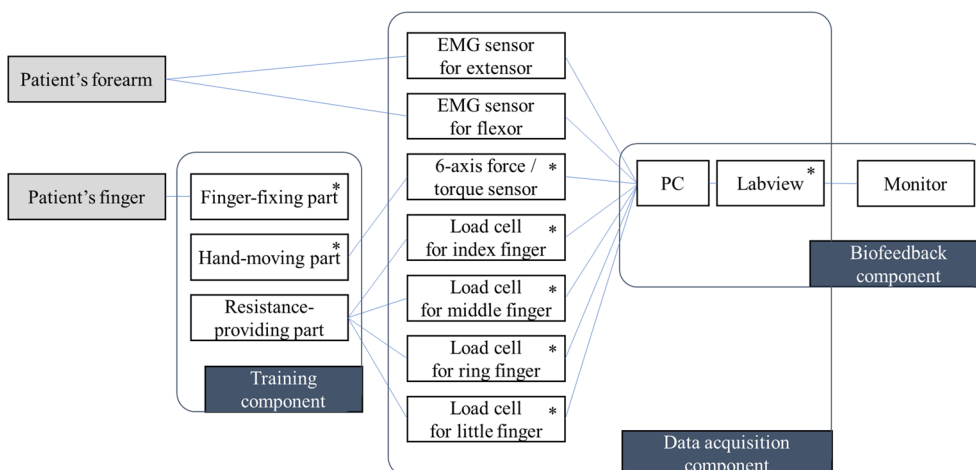 EMG sensor
for extensor
Patient's forearm
EMG sensor
for flexor
6-axis force / *
torque sensor
PC
Labview *
Monitor
Patient's finger
Finger-fixing part *
Load cell *
for index finger
Hand-moving part *
Biofeedback
component
Load cell *
for middle finger
Resistance-
providing part
Load cell *
for ring finger
Training
component
Load cell *
for little finger
Data acquisition
component